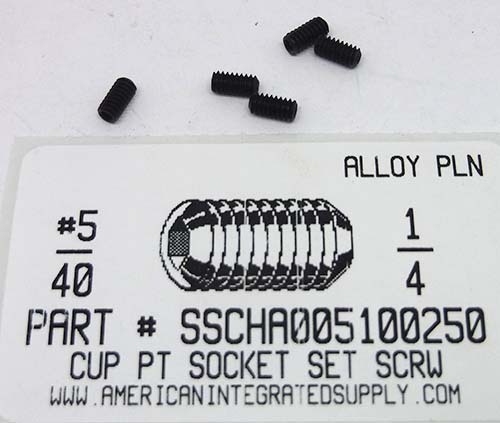 ALLOY PLN
#5
40
1
4
PART # SSCHA005100250
CUP PT SOCKET SET SCRW
WWW.AMERICANINTEGRATEDSUPPLY.COM